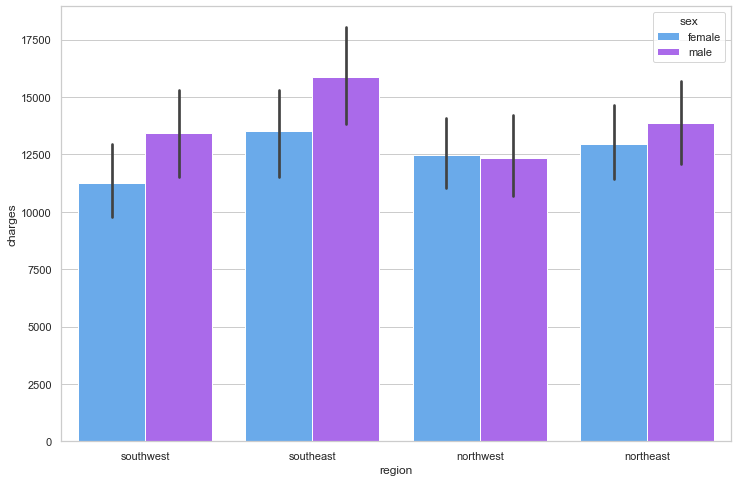 sex
female
male
17500
15000
12500
10000
7500
5000
2500
0
charges
southwest
southeast
northwest
northeast
region